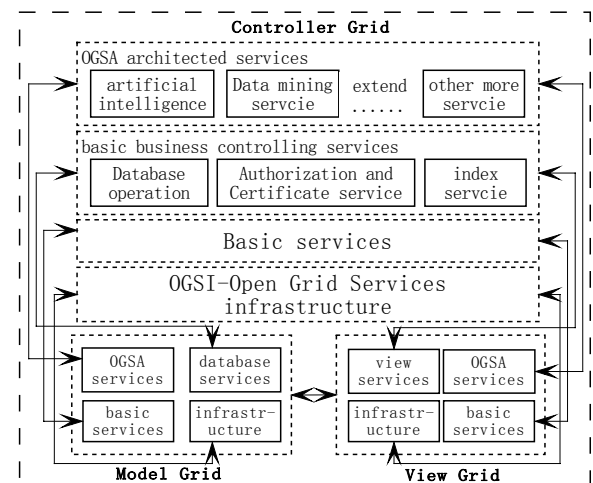 Controller Grid
OGSA architected services
artificial
intelligence
Data mining
servcie
extend
......
other more
servcie
basic business controlling services
Database
operation
Authorization and
Certificate service
index
servcie
Basic services
OGSI-Open Grid Services
infrastructure
OGSA
services
database
services
basic
services
infrastr-
ucture
Model Grid
view
services
OGSA
services
infrastr-
ucture
basic
services
View Grid